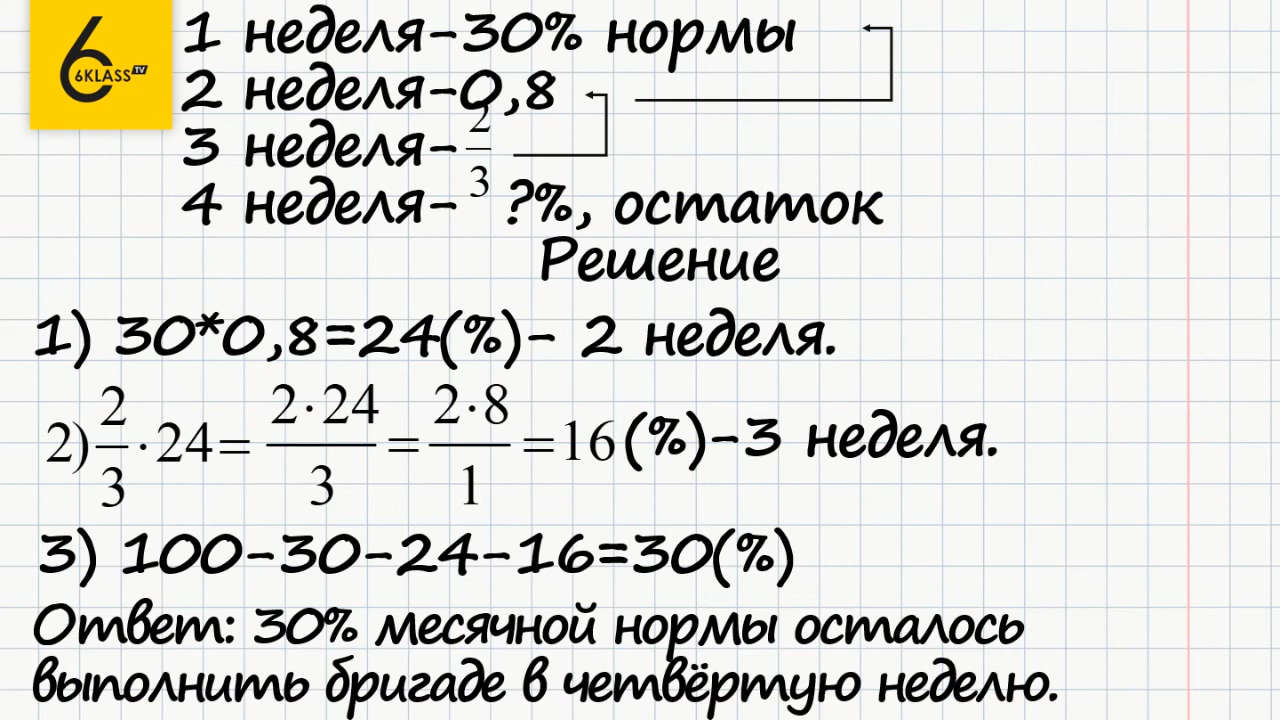 6
6KLASS TV
1 неделя-30% нормы
2 неделя-0,8
3 неделя-2/3
4 неделя- ?%, остаток
Решение
1) 30*0,8=24(%)- 2 неделя.
2) 2/3 · 24 = 2·24/3 = 2·8/1 = 16 (%)-3 неделя.
3) 100-30-24-16=30(%)
Ответ: 30% месячной нормы осталось
выполнить бригаде в четвёртую неделю.